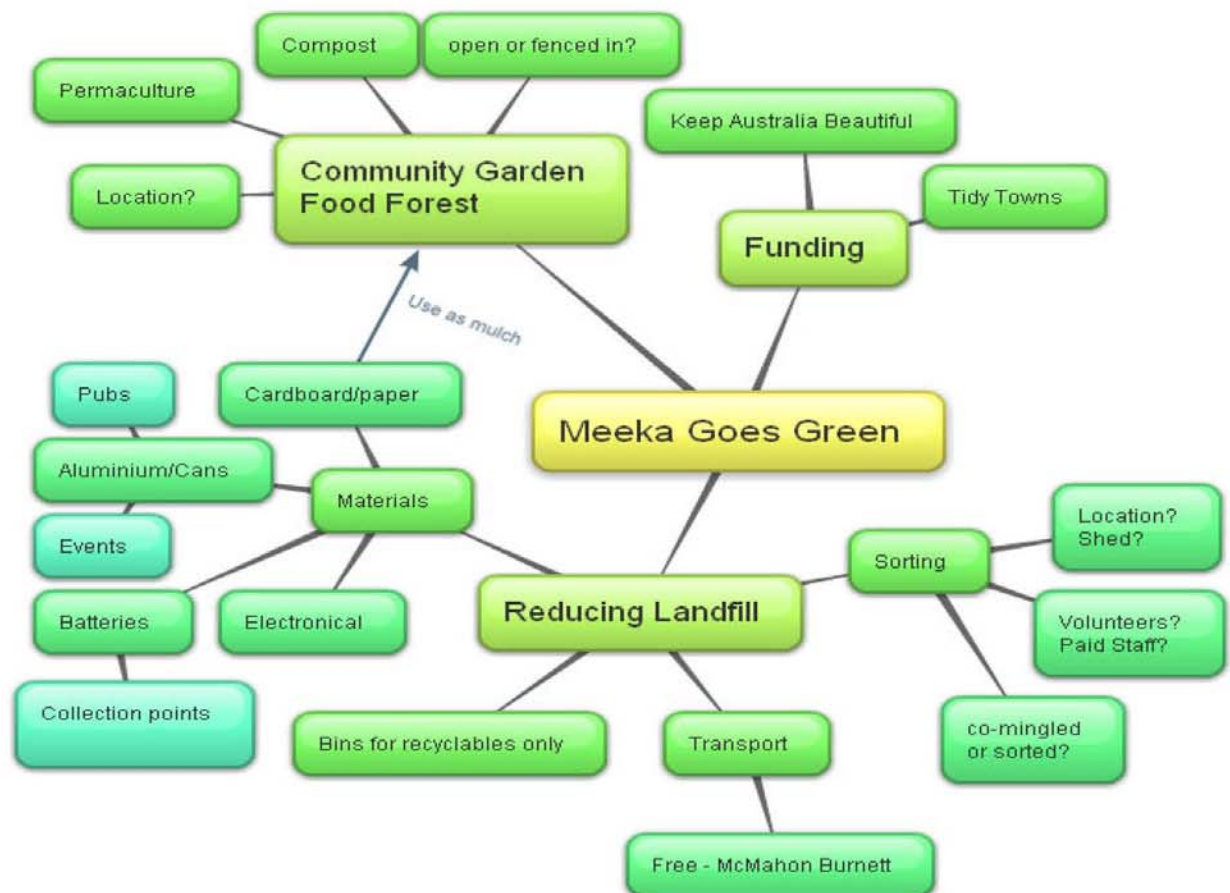 Compost
open or fenced in?
Permaculture
Keep Australia Beautiful
Community Garden
Food Forest
Location?
Tidy Towns
Funding
Use as mulch
Pubs
Cardboard/paper
Meeka Goes Green
Aluminium/Cans
Materials
Events
Location?
Shed?
Sorting
Batteries
Electronical
Reducing Landfill
Volunteers?
Paid Staff?
Collection points
Bins for recyclables only
Transport
co-mingled
or sorted?
Free - McMahon Burnett